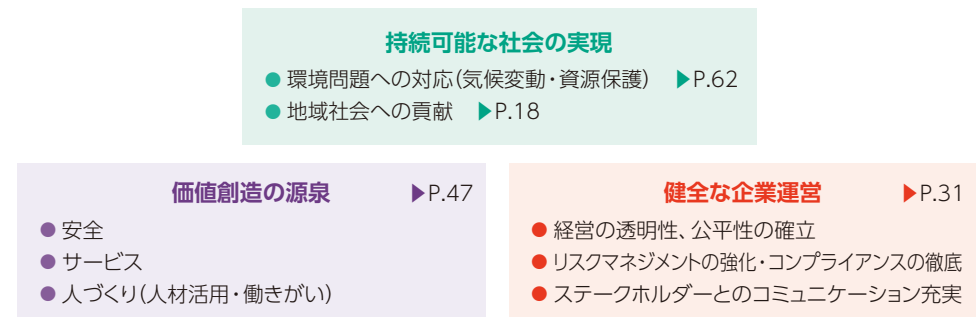 持続可能な社会の実現
● 環境問題への対応(気候変動・資源保護) ▶P.62
● 地域社会への貢献 ▶P.18
価値創造の源泉 ▶P.47
● 安全
● サービス
● 人づくり(人材活用・働きがい)
健全な企業運営 ▶P.31
● 経営の透明性、公平性の確立
● リスクマネジメントの強化・コンプライアンスの徹底
● ステークホルダーとのコミュニケーション充実